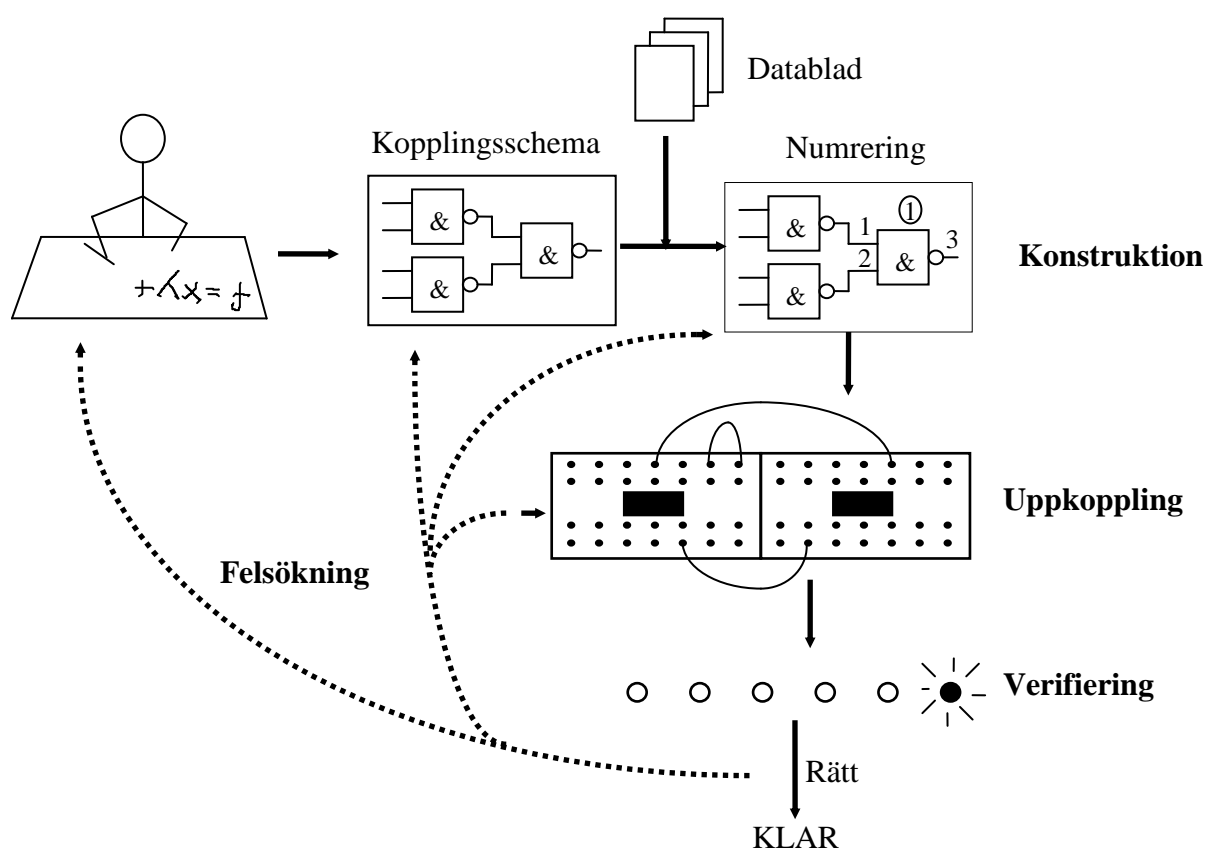 Datablad
Kopplingsschema
Numrering
& & & &
1 1 3
& 2 &
& &
Konstruktion
Uppkoppling
Felsökning
Verifiering
Rätt
KLAR